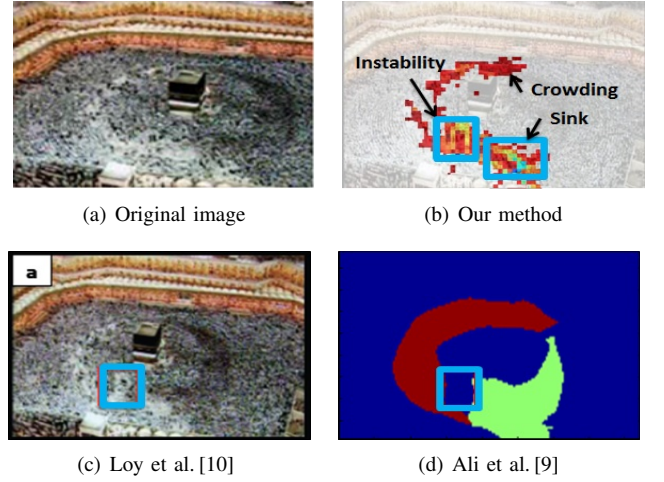 Instability
Crowding
Sink
(a) Original image
(b) Our method
a
(c) Loy et al. [10]
(d) Ali et al. [9]